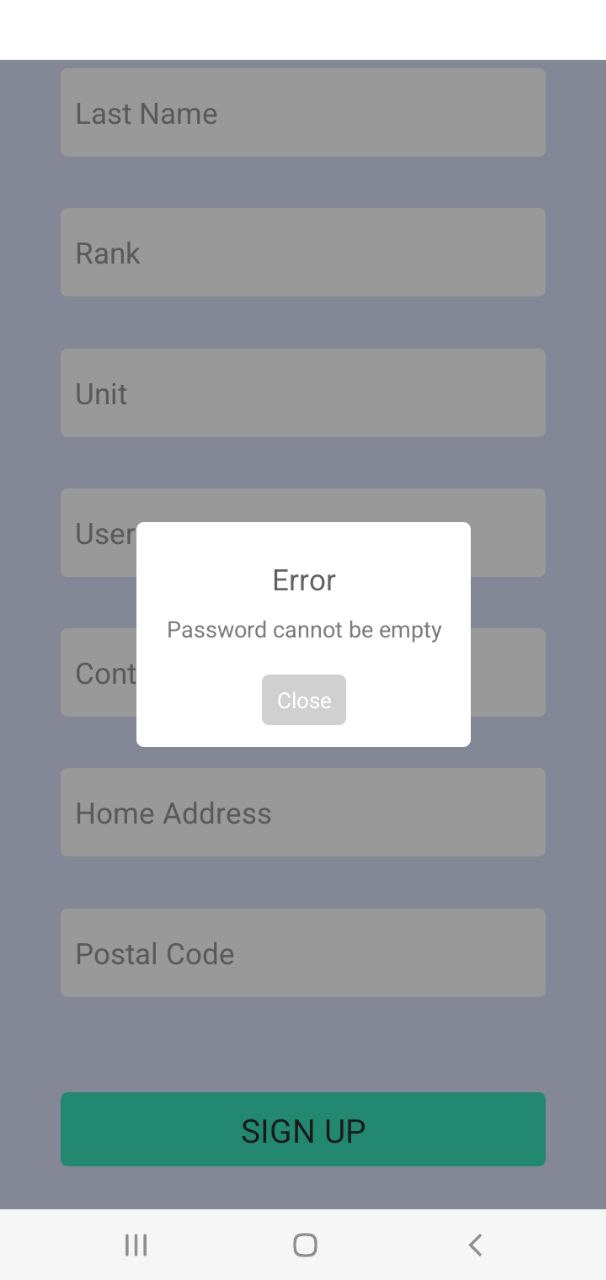 Last Name
Rank
Unit
User
Error
Password cannot be empty
Cont
Close
Home Address
Postal Code
SIGN UP